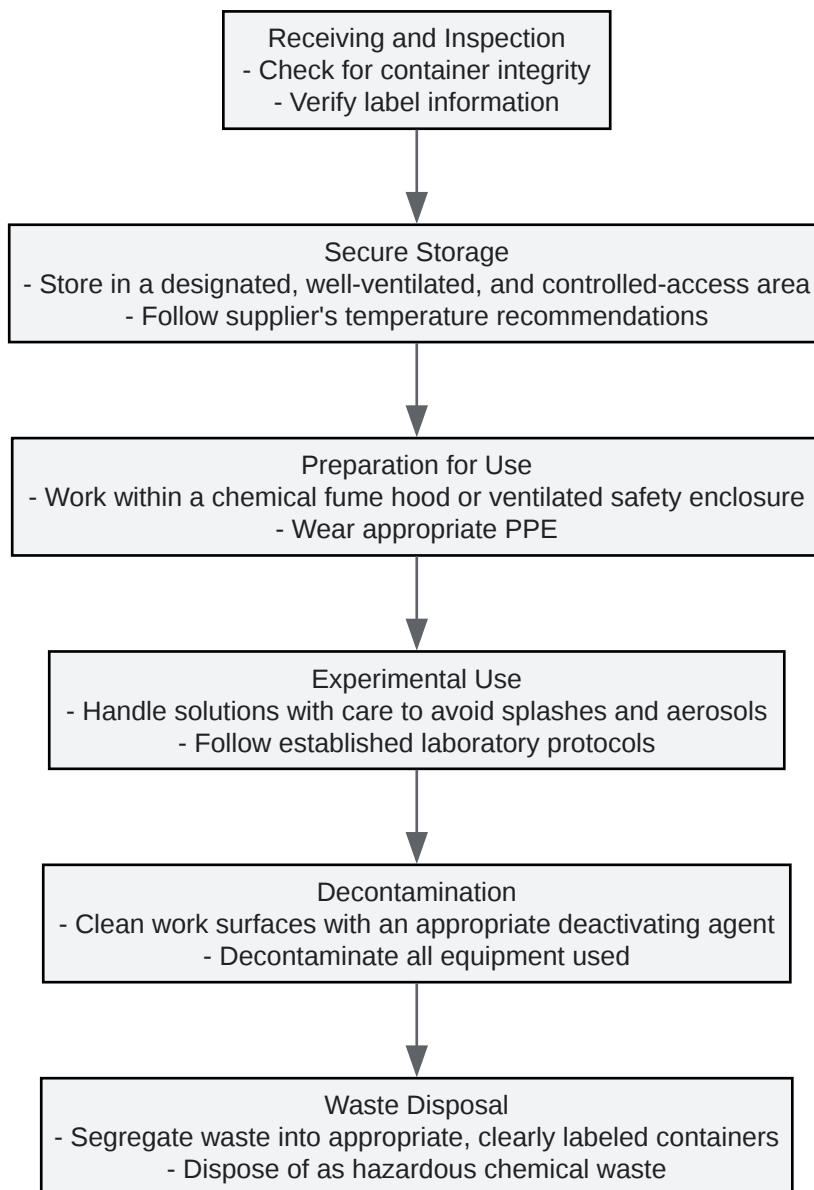 Receiving and Inspection
- Check for container integrity
- Verify label information
Secure Storage
- Store in a designated, well-ventilated, and controlled-access area
- Follow supplier's temperature recommendations
Preparation for Use
- Work within a chemical fume hood or ventilated safety enclosure
- Wear appropriate PPE
Experimental Use
- Handle solutions with care to avoid splashes and aerosols
- Follow established laboratory protocols
Decontamination
- Clean work surfaces with an appropriate deactivating agent
- Decontaminate all equipment used
Waste Disposal
- Segregate waste into appropriate, clearly labeled containers
- Dispose of as hazardous chemical waste